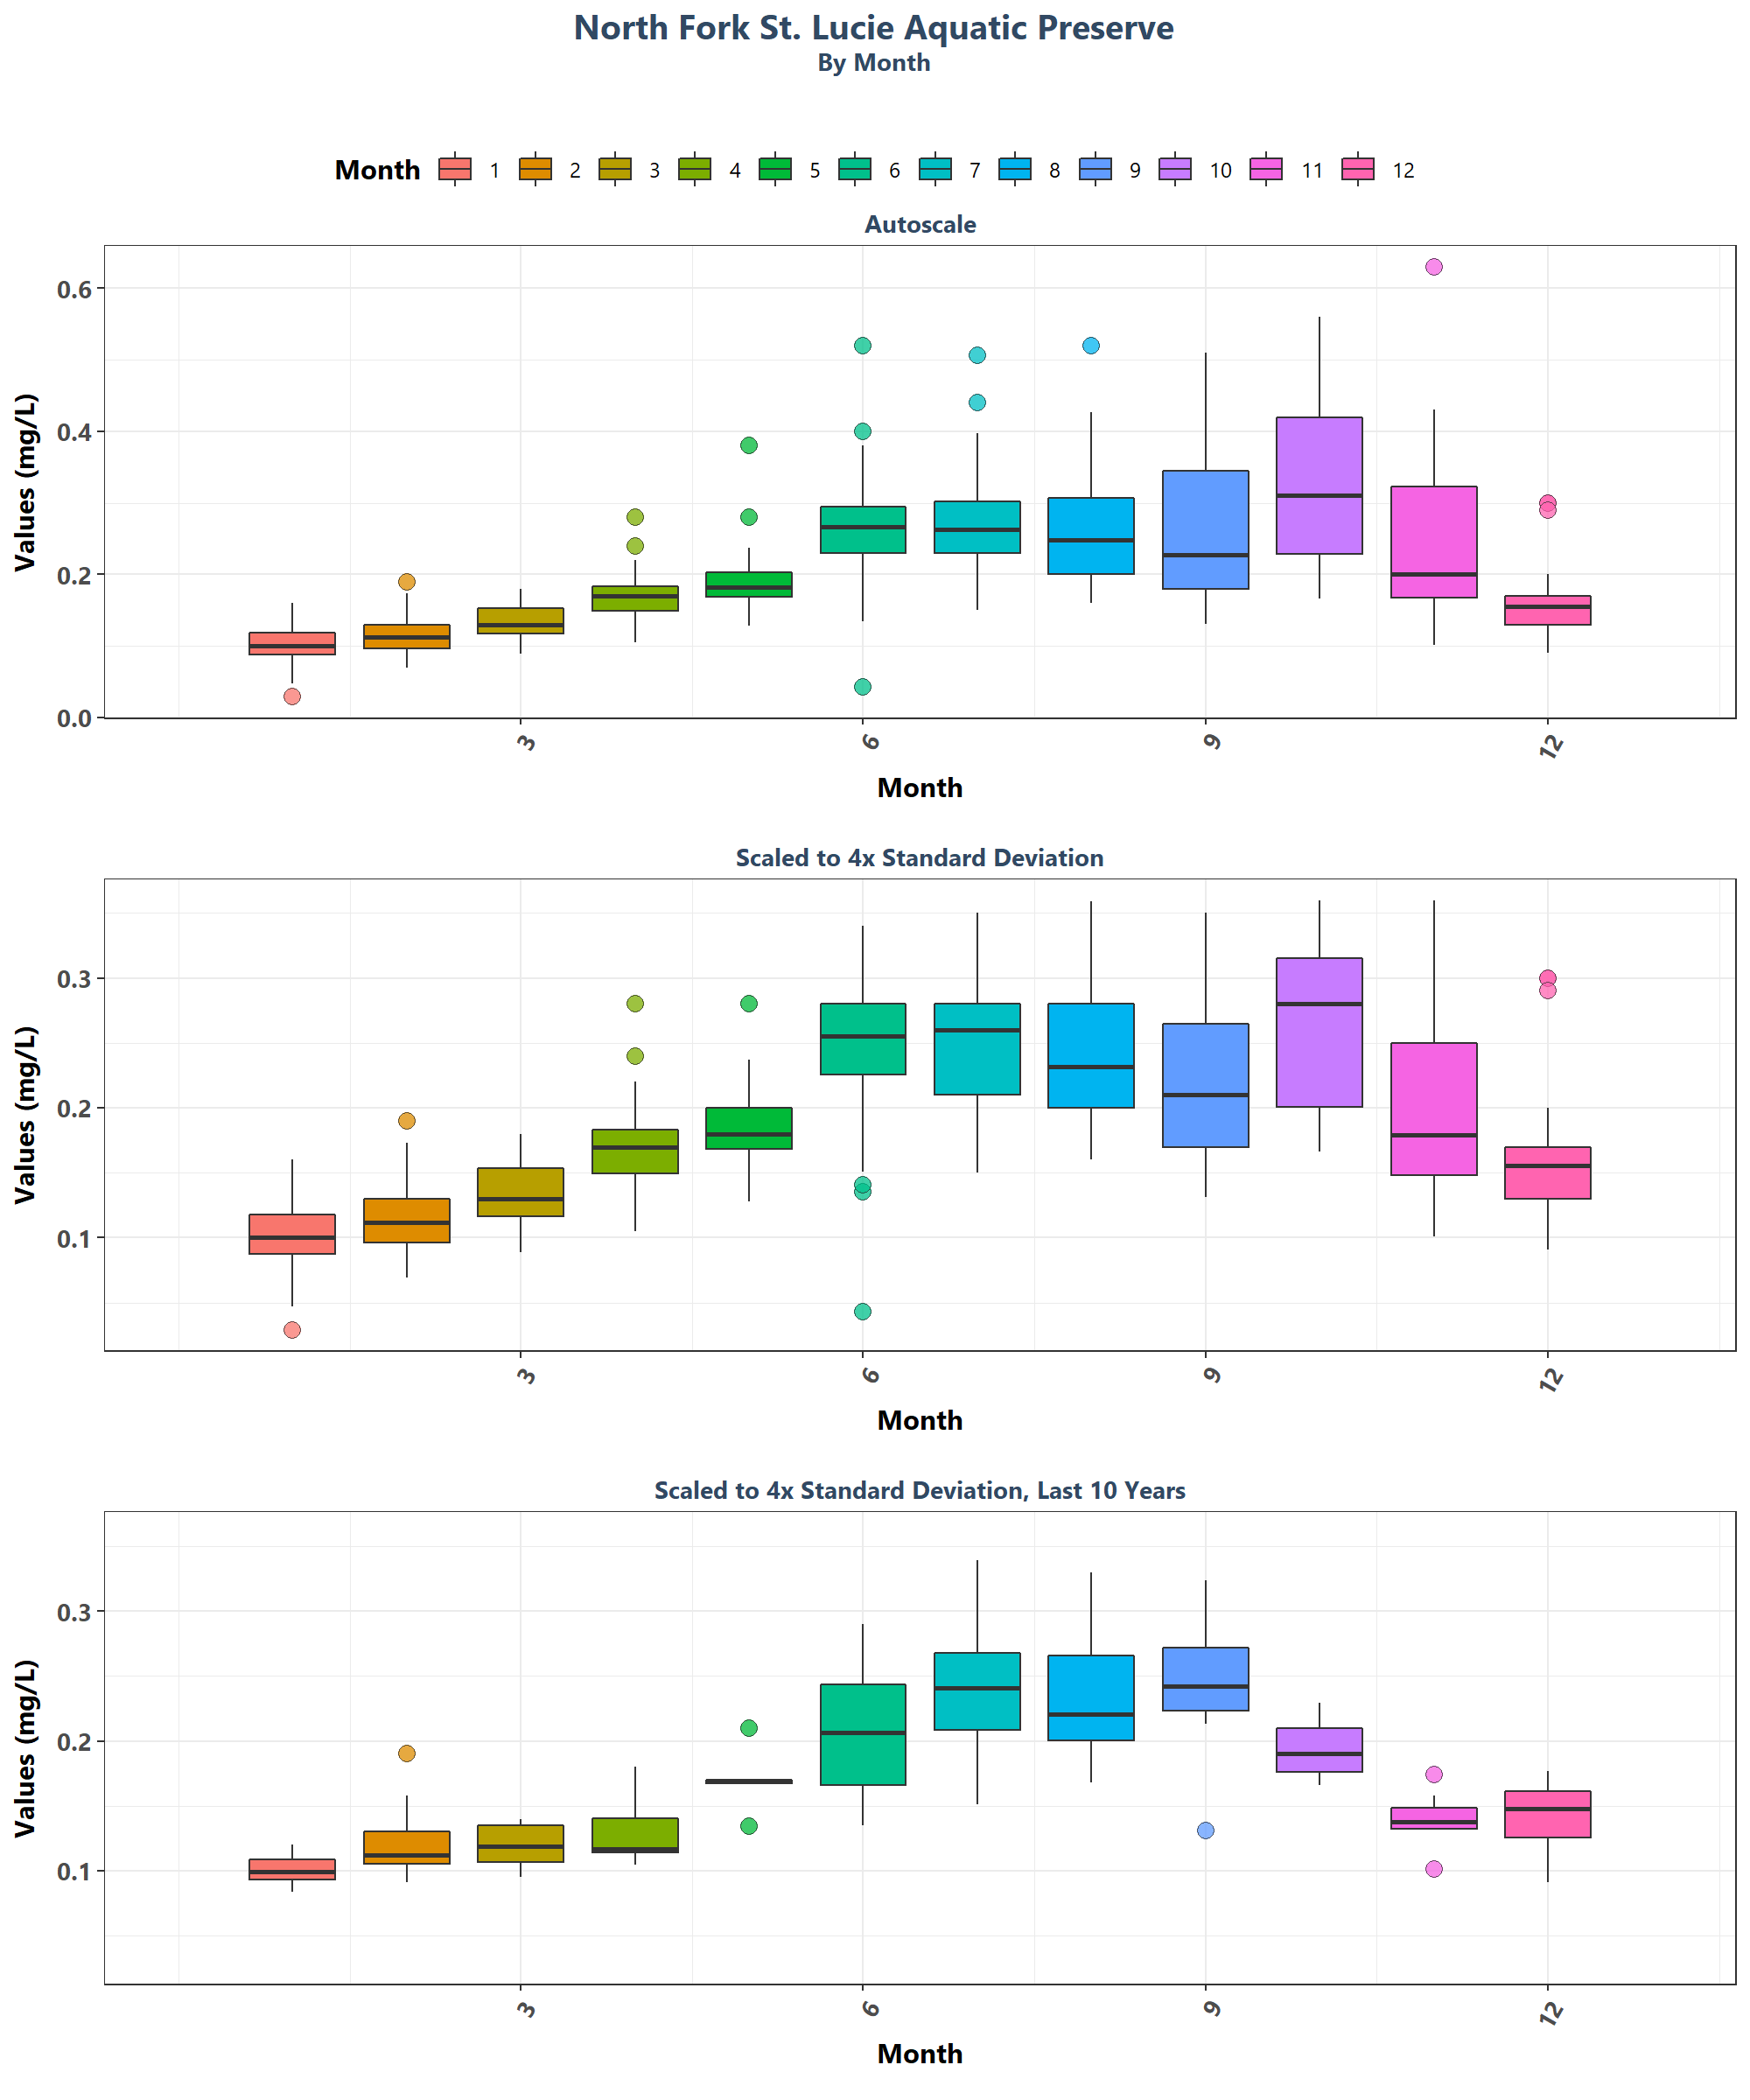 North Fork St. Lucie Aquatic Preserve
By Month
Month 1 2 3 4 5 6 7 8 9 10 11 12
Autoscale
Values (mg/L)
0.6
0.4
0.2
0.0
3 6 9 12
Month
Scaled to 4x Standard Deviation
Values (mg/L)
0.3
0.2
0.1
3 6 9 12
Month
Scaled to 4x Standard Deviation, Last 10 Years
Values (mg/L)
0.3
0.2
0.1
3 6 9 12
Month